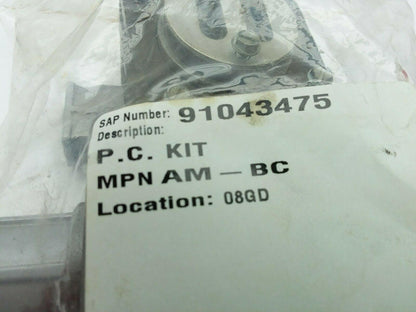 SAP Number: 91043475
Description:
P.C. KIT
MPN AM — BC
Location: 08GD